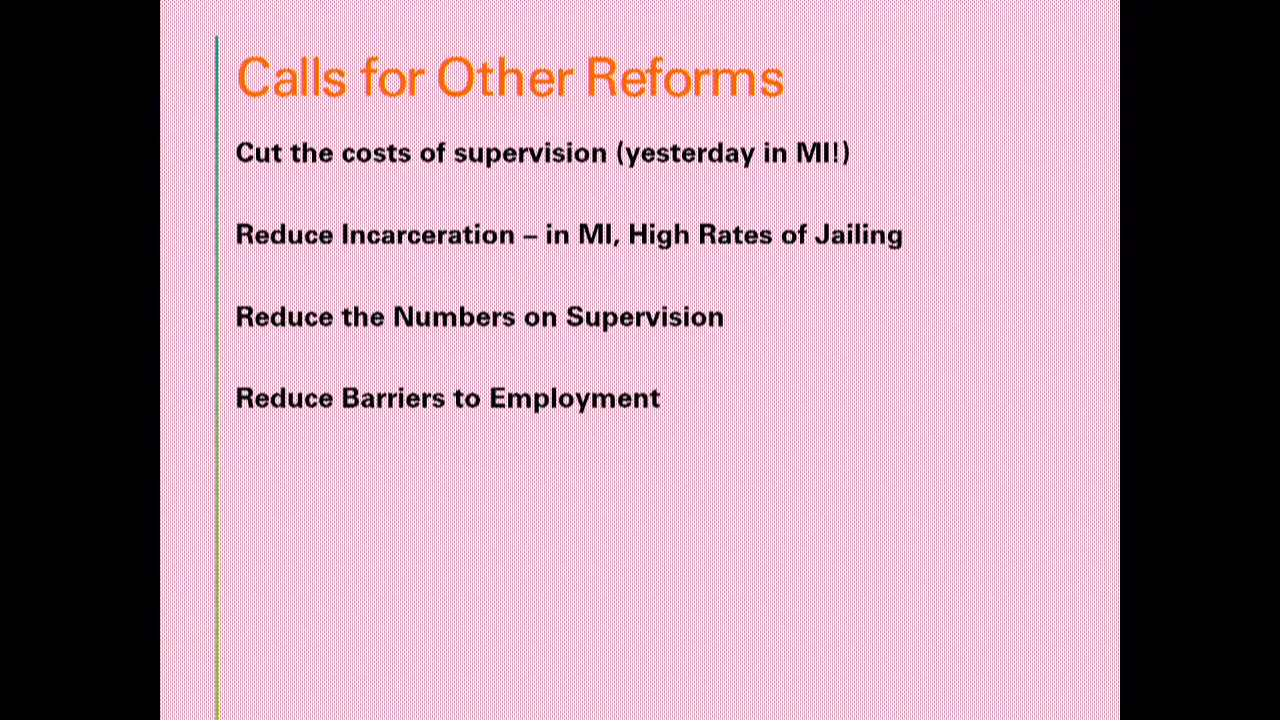 Calls for Other Reforms
Cut the costs of supervision (yesterday in MI!)
Reduce Incarceration – in MI, High Rates of Jailing
Reduce the Numbers on Supervision
Reduce Barriers to Employment